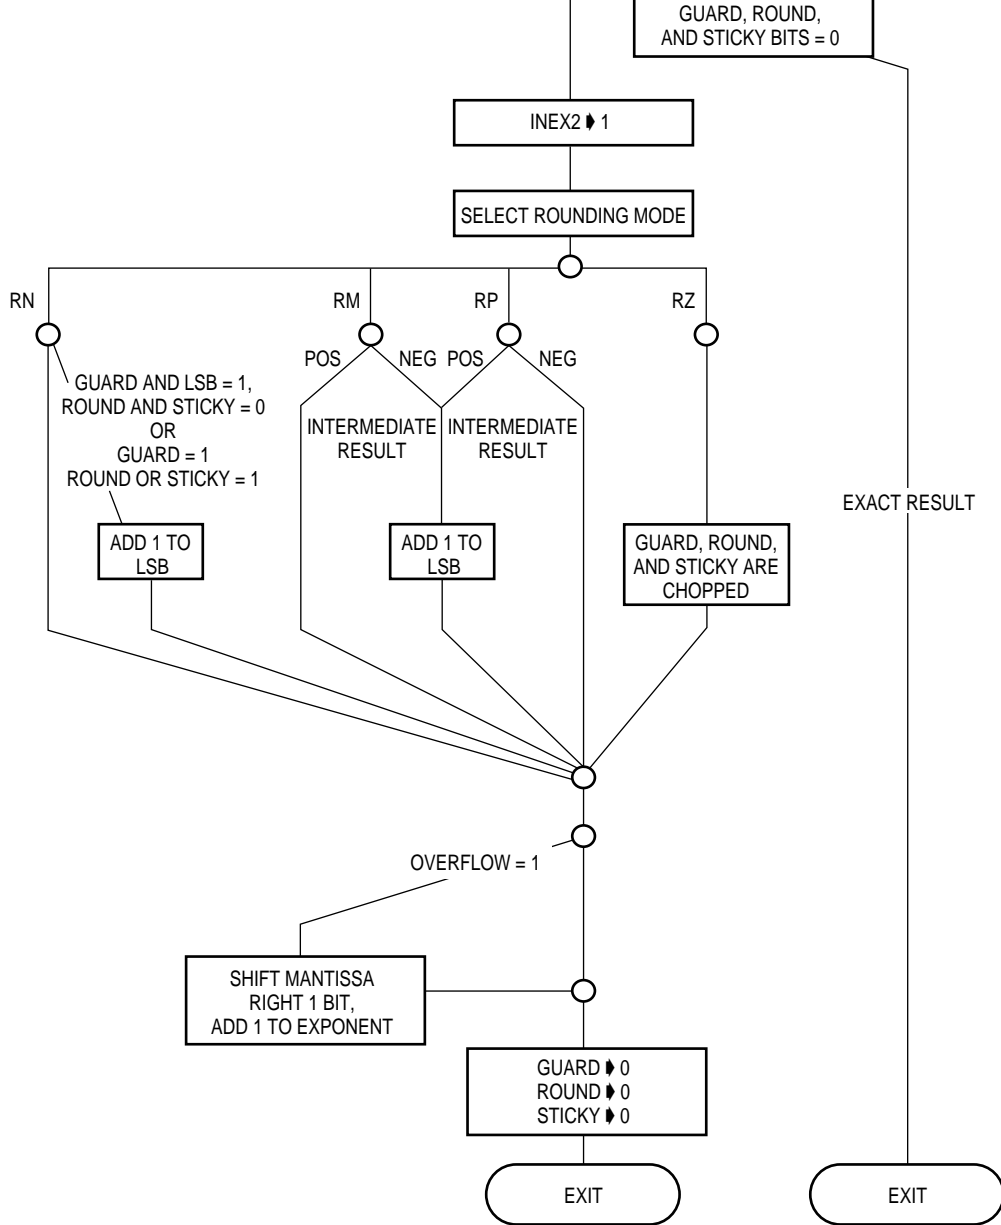 GUARD, ROUND,
AND STICKY BITS = 0
INEX2 ➧ 1
SELECT ROUNDING MODE
RN
RM
RP
RZ
POS
NEG
POS
NEG
GUARD AND LSB = 1,
ROUND AND STICKY = 0
OR
GUARD = 1
ROUND OR STICKY = 1
INTERMEDIATE
RESULT
INTERMEDIATE
RESULT
EXACT RESULT
ADD 1 TO
LSB
ADD 1 TO
LSB
GUARD, ROUND,
AND STICKY ARE
CHOPPED
OVERFLOW = 1
SHIFT MANTISSA
RIGHT 1 BIT,
ADD 1 TO EXPONENT
GUARD ➧ 0
ROUND ➧ 0
STICKY ➧ 0
EXIT
EXIT